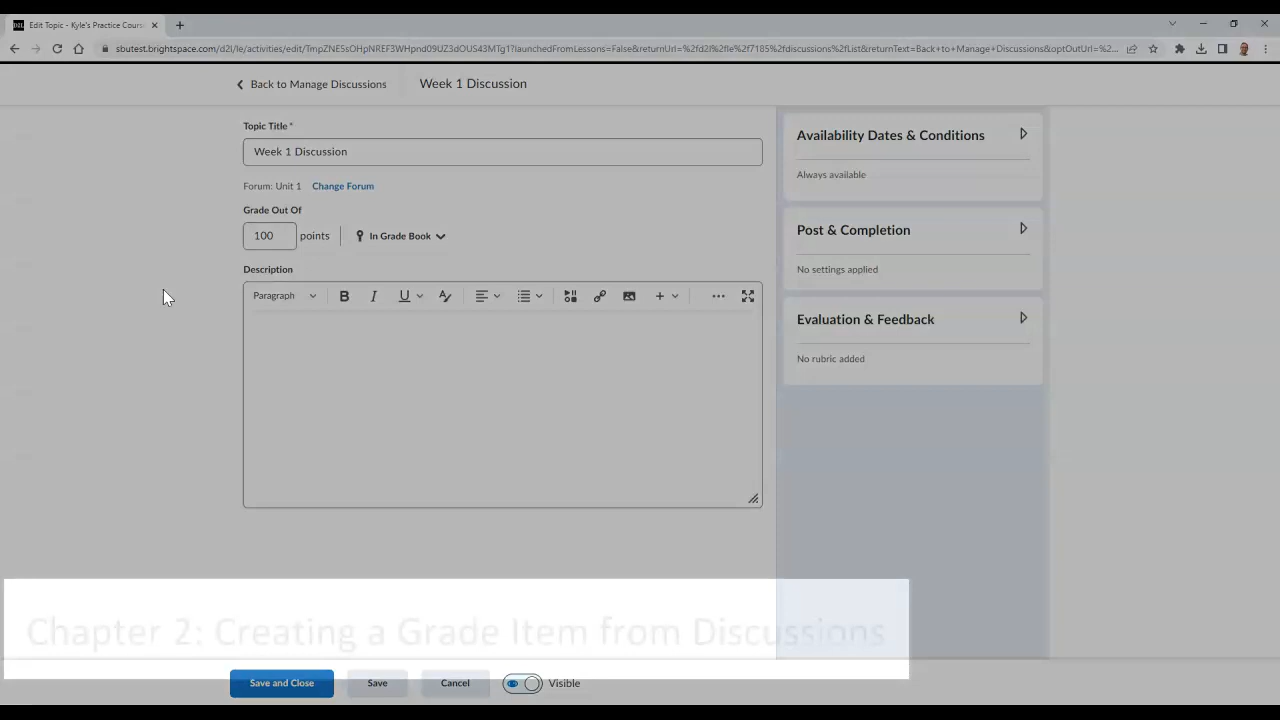 Edit Topic - Kyle's Practice Cours
sbutest.brightspace.com/d2l/le/activities/edit/TmpZNE5sOHpNREF3WHpnd09UZ3dOUS43MTg1?launchedFromLessons=False&returnUrl=%2fd2l%2fle%2f7185%2fdiscussions%2fList&returnText=Back+to+Manage+Discussions&optOutUrl=%2...
Back to Manage Discussions
Week 1 Discussion
Topic Title *
Week 1 Discussion
Forum: Unit 1 Change Forum
Grade Out Of
100 points In Grade Book
Description
Paragraph B I U
Availability Dates & Conditions
Always available
Post & Completion
No settings applied
Evaluation & Feedback
No rubric added
Chapter 2: Creating a Grade Item from Discussions
Save and Close Save Cancel Visible